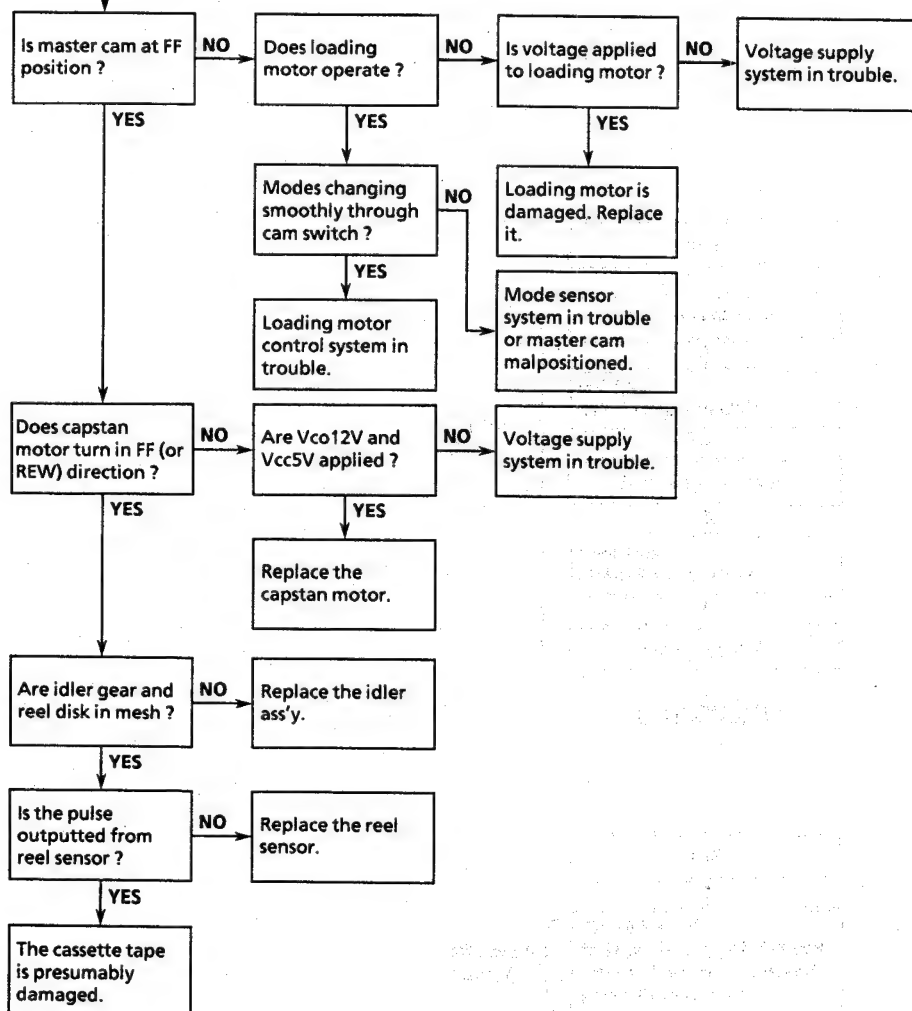 Is master cam at FF
position ?
NO
Does loading
motor operate ?
NO
Is voltage applied
to loading motor ?
NO
Voltage supply
system in trouble.
YES
YES
YES
Modes changing
smoothly through
cam switch ?
NO
Loading motor is
damaged. Replace
it.
YES
Loading motor
control system in
trouble.
Mode sensor
system in trouble
or master cam
malpositioned.
Does capstan
motor turn in FF (or
REW) direction ?
NO
Are Vco12V and
Vcc5V applied ?
NO
Voltage supply
system in trouble.
YES
YES
Replace the
capstan motor.
Are idler gear and
reel disk in mesh ?
NO
Replace the idler
ass'y.
YES
Is the pulse
outputted from
reel sensor ?
NO
Replace the reel
sensor.
YES
The cassette tape
is presumably
damaged.